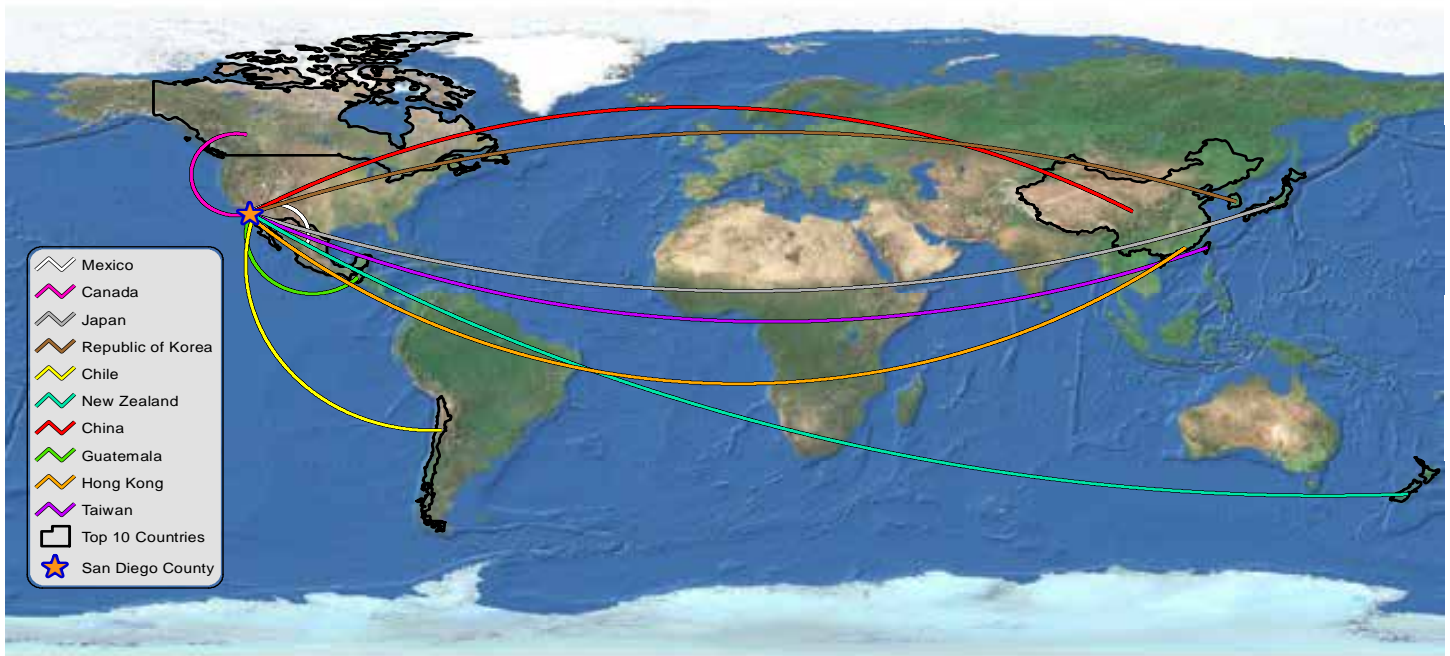 Mexico
Canada
Japan
Republic of Korea
Chile
New Zealand
China
Guatemala
Hong Kong
Taiwan
Top 10 Countries
San Diego County